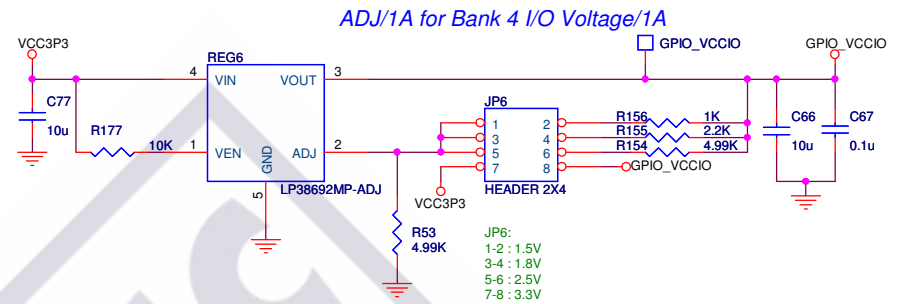 ADJ/1A for Bank 4 I/O Voltage/1A
VCC3P3
GPIO_VCCIO
GPIO_VCCIO
REG6
4
VIN
VOUT
3
C77
10u
R177
10K
1
VEN
GND
ADJ
2
5
LP38692MP-ADJ
JP6
1
2
3
4
5
6
7
8
HEADER 2X4
R156
1K
R155
2.2K
R154
4.99K
GPIO_VCCIO
C66
10u
C67
0.1u
VCC3P3
R53
4.99K
JP6:
1-2 : 1.5V
3-4 : 1.8V
5-6 : 2.5V
7-8 : 3.3V